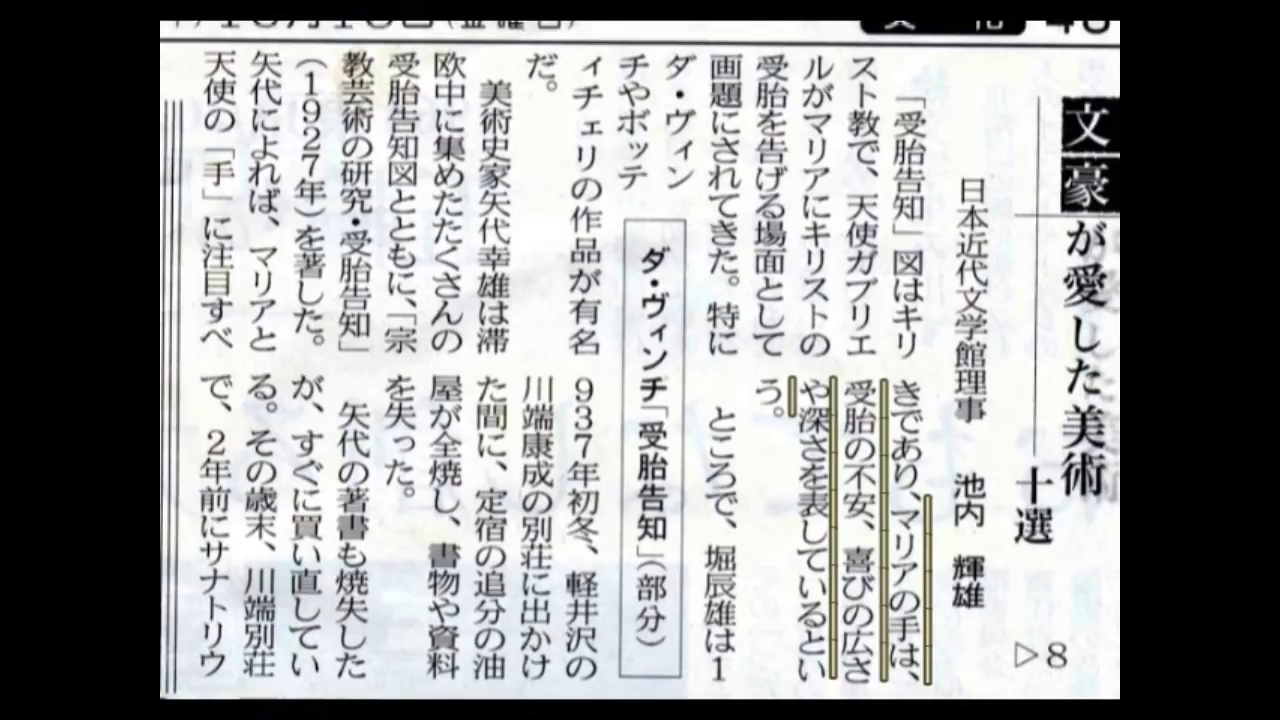 文豪が愛した美術
十選
▷8
日本近代文学館理事　池内　輝雄
「受胎告知」図はキリ
スト教で、天使ガブリエ
ルがマリアにキリストの
受胎を告げる場面として
画題にされてきた。特に
ダ・ヴィン
チやボッテ
ィチェリの作品が有名
だ。
美術史家矢代幸雄は滞
欧中に集めたたくさんの
受胎告知図とともに、「宗
教芸術の研究・受胎告知」
（1927年）を著した。
矢代によれば、マリアと
天使の「手」に注目すべ
きであり、マリアの手は、
受胎の不安、喜びの広さ
や深さを表しているとい
う。
ところで、堀辰雄は1
ダ・ヴィンチ「受胎告知」（部分）
937年初冬、軽井沢の
川端康成の別荘に出かけ
た間に、定宿の追分の油
屋が全焼し、書物や資料
を失った。
矢代の著書も焼失した
が、すぐに買い直してい
る。その歳末、川端別荘
で、2年前にサナトリウ